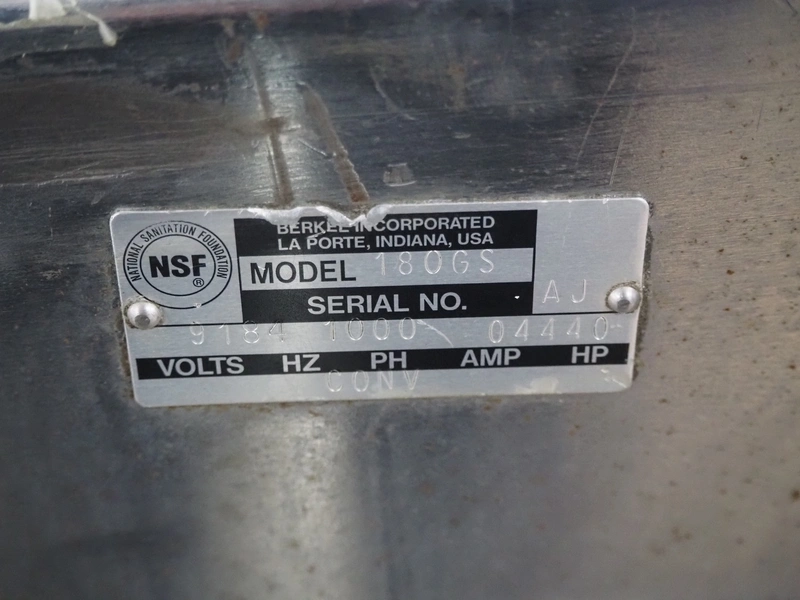 NATIONAL SANITATION FOUNDATION
NSF®
BERKEL INCORPORATED
LA PORTE, INDIANA, USA
MODEL 180GS
SERIAL NO. AJ
9184 1000 04440
VOLTS HZ PH AMP HP
CONV